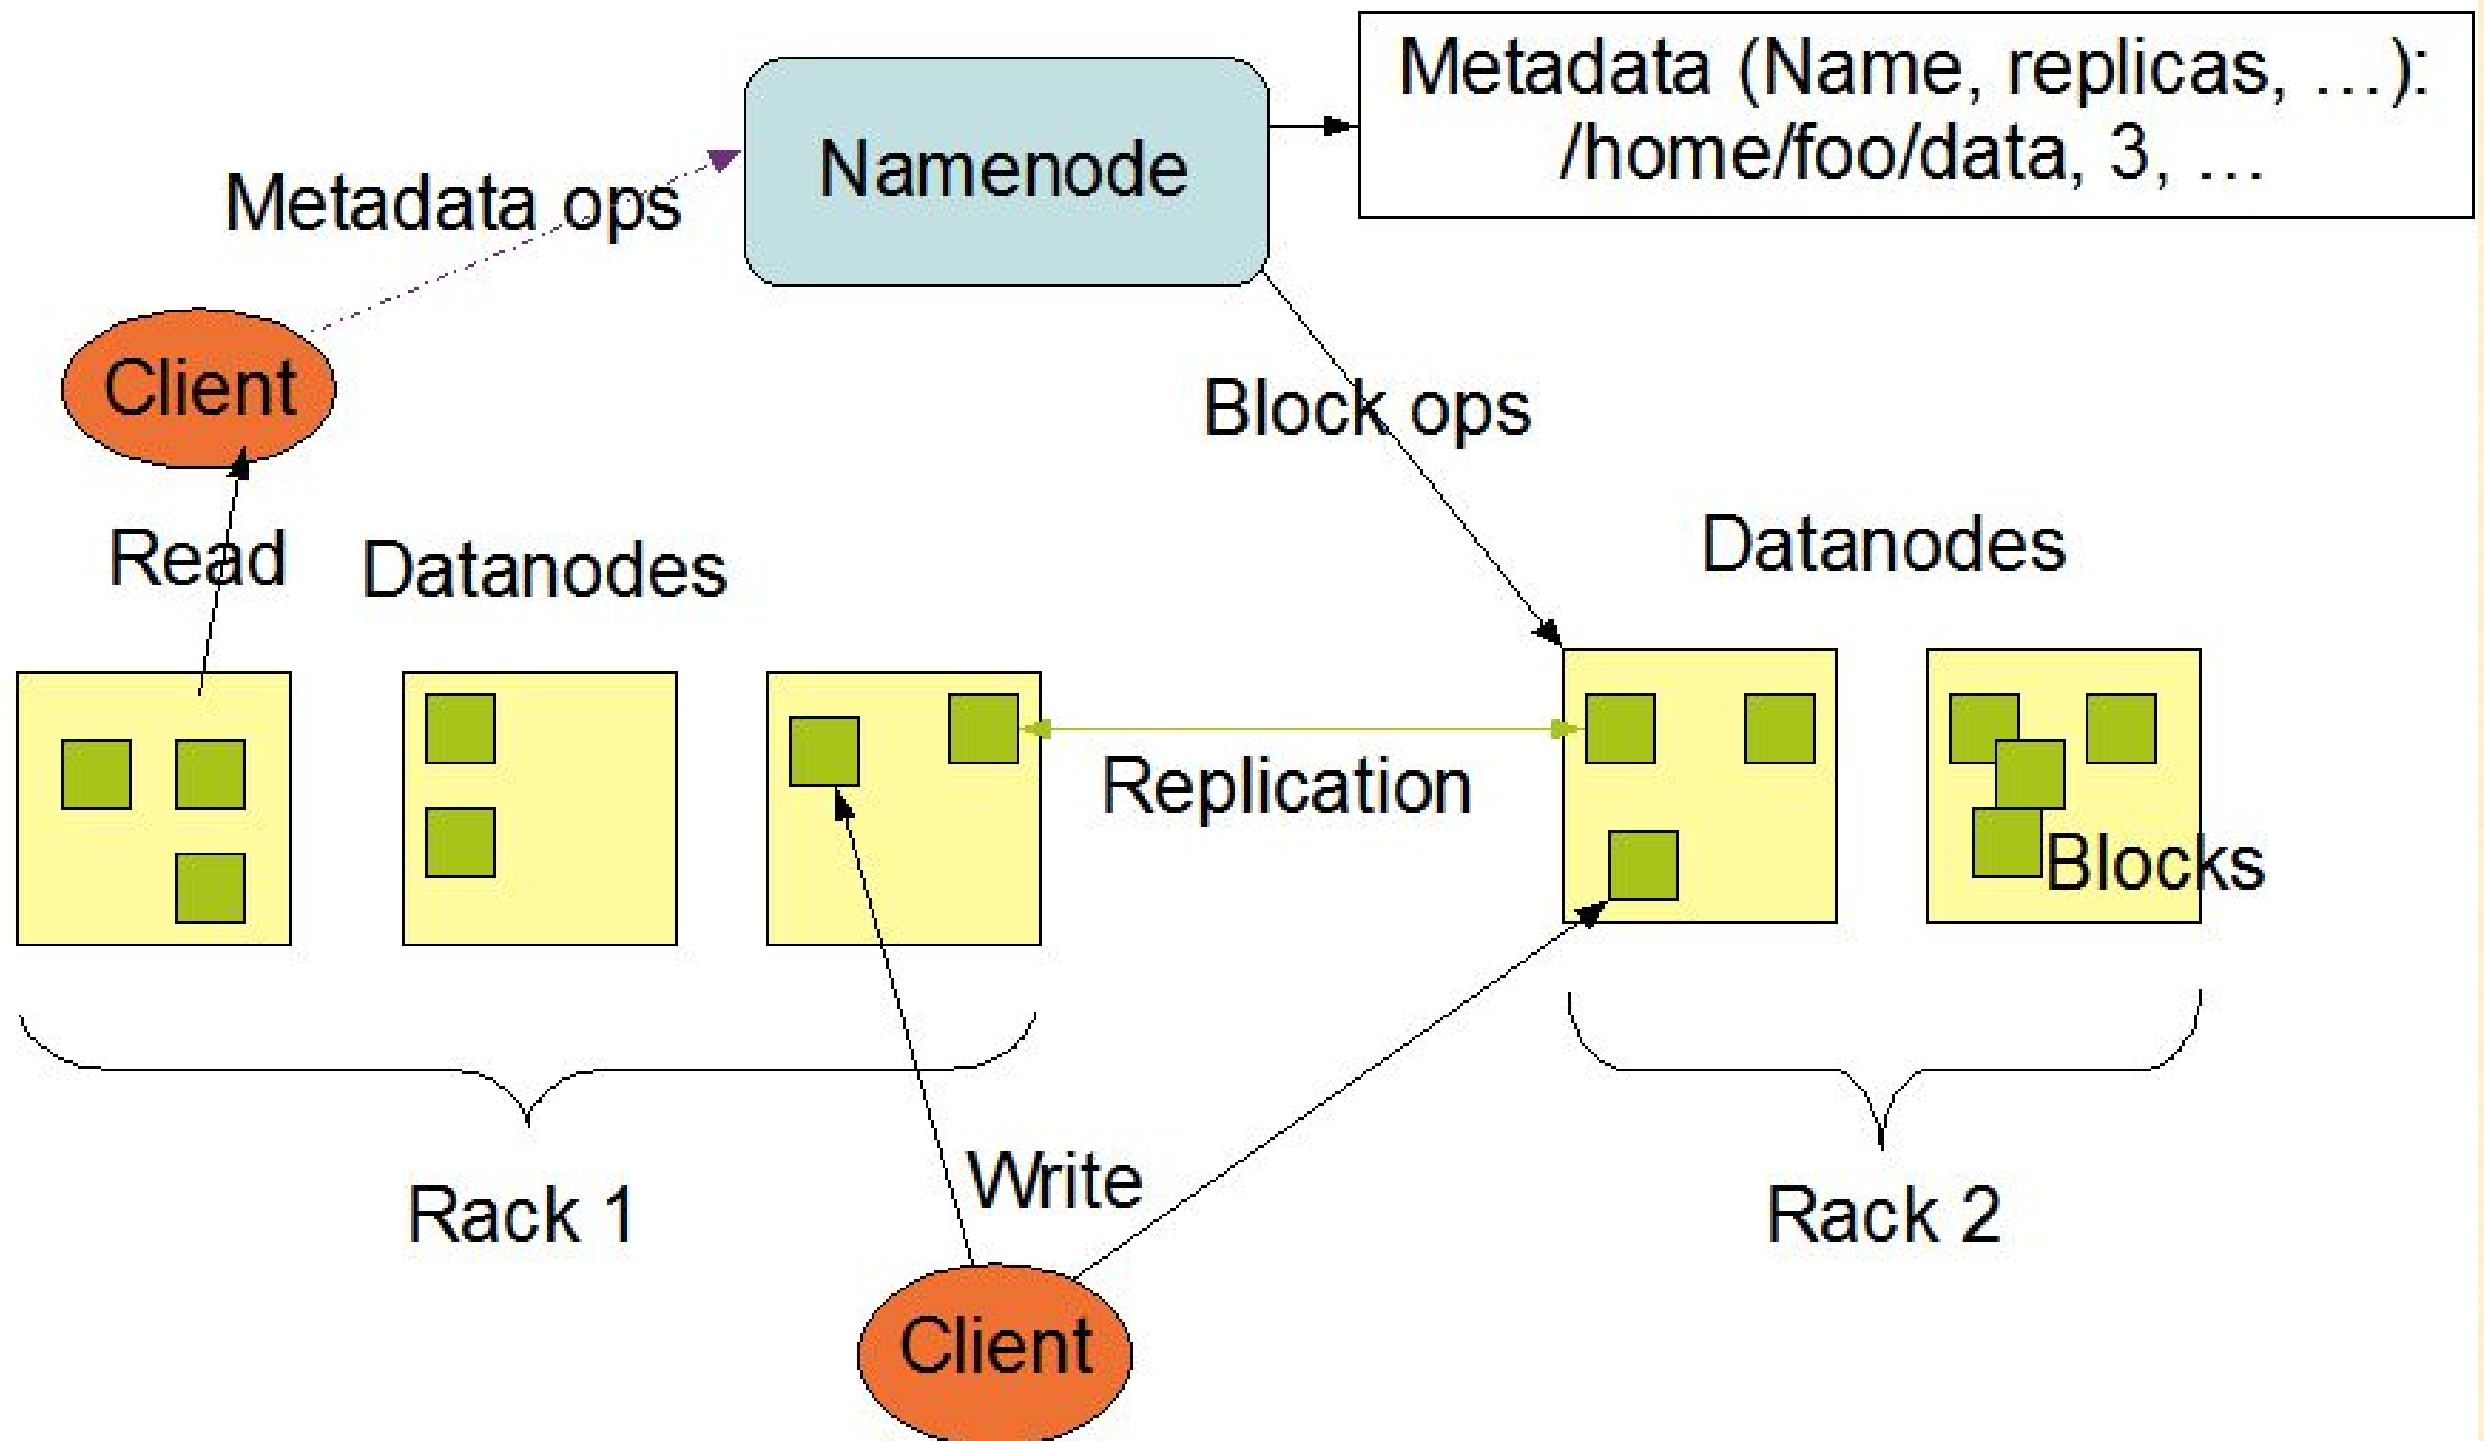 Metadata (Name, replicas, …):
/home/foo/data, 3, …
Namenode
Metadata ops
Client
Block ops
Read
Datanodes
Datanodes
Replication
Blocks
Rack 1
Write
Rack 2
Client